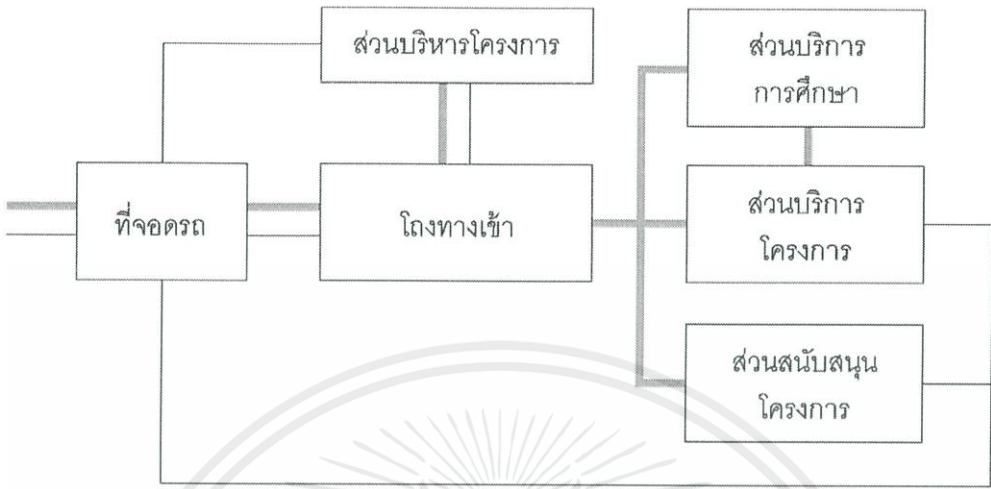 ส่วนบริหารโครงการ
ส่วนบริการ
การศึกษา
ที่จอดรถ
โถงทางเข้า
ส่วนบริการ
โครงการ
ส่วนสนับสนุน
โครงการ